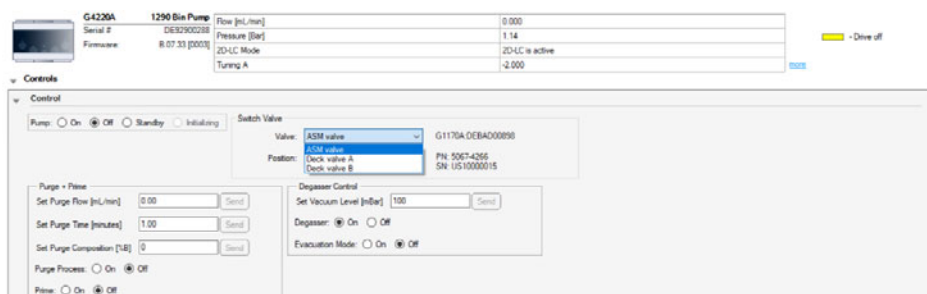 G4220A 1290 Bin Pump
Serial # DEB2900288
Firmware: B.07.33 [0003]
Flow [mL/min] 0.000
Pressure [Bar] 1.14
2D-LC Mode 2D-LC is active
Tuning A -2.000
- Drive off
more
Controls
Control
Pump: On Off Standby Initializing
Switch Valve
Valve: ASM valve G1170A:DEBAD00898
ASM valve
Deck valve A
Deck valve B
Position: PN: 5067-4266
SN: US10000015
Purge + Prime
Set Purge Flow [mL/min] 0.00 Send
Set Purge Time [minutes] 1.00 Send
Set Purge Composition [%B] 0 Send
Purge Process: On Off
Prime: On Off
Degasser Control
Set Vacuum Level [mBar] 100 Send
Degasser: On Off
Evacuation Mode: On Off